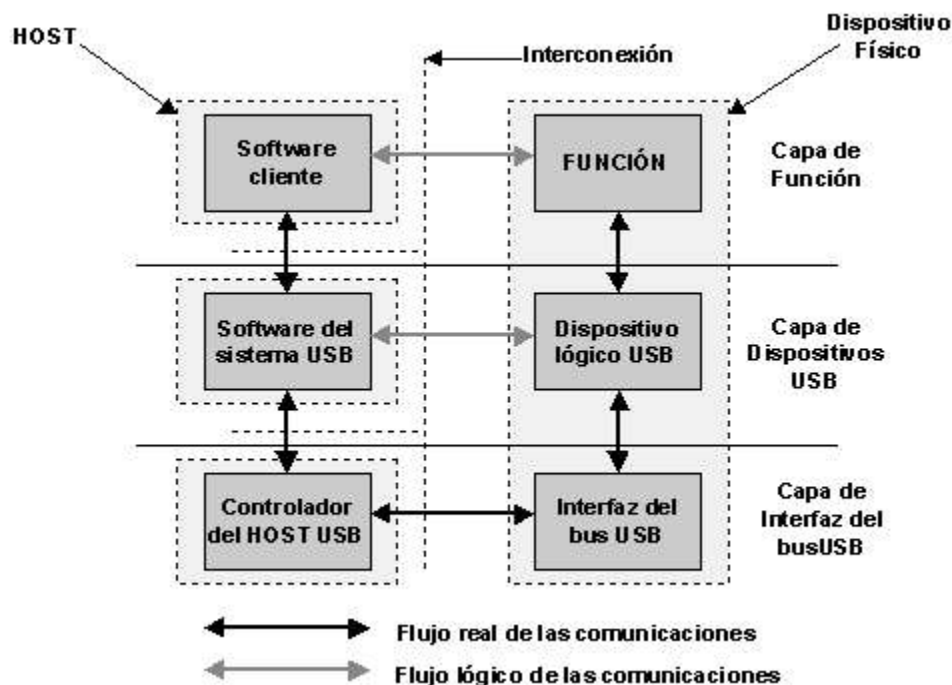 HOST
Interconexión
Dispositivo
Físico
Software
cliente
FUNCIÓN
Capa de
Función
Software del
sistema USB
Dispositivo
lógico USB
Capa de
Dispositivos
USB
Controlador
del HOST USB
Interfaz del
bus USB
Capa de
Interfaz del
busUSB
Flujo real de las comunicaciones
Flujo lógico de las comunicaciones